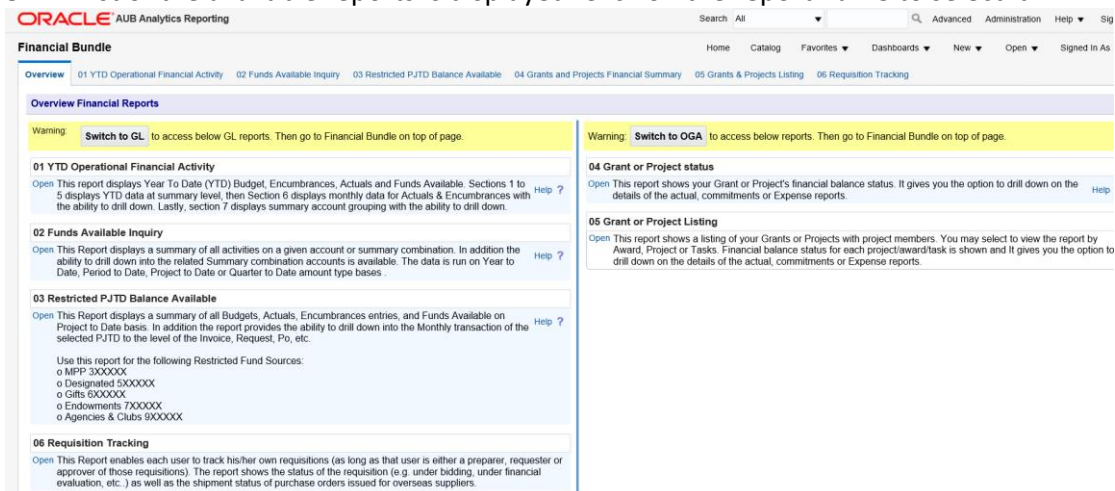 ORACLE AUB Analytics Reporting
Search All Advanced Administration Help
Financial Bundle
Home Catalog Favorites Dashboards New Open Signed In As
Overview 01 YTD Operational Financial Activity 02 Funds Available Inquiry 03 Restricted PJTD Balance Available 04 Grants and Projects Financial Summary 05 Grants & Projects Listing 06 Requisition Tracking
Overview Financial Reports
Warning: Switch to GL to access below GL reports. Then go to Financial Bundle on top of page.
01 YTD Operational Financial Activity
Open This report displays Year To Date (YTD) Budget, Encumbrances, Actuals and Funds Available. Sections 1 to
5 displays YTD data at summary level, then Section 6 displays monthly data for Actuals & Encumbrances with
the ability to drill down. Lastly, section 7 displays summary account grouping with the ability to drill down.
Help ?
02 Funds Available Inquiry
Open This Report displays a summary of all activities on a given account or summary combination. In addition the
ability to drill down into the related Summary combination accounts is available. The data is run on Year to
Date, Period to Date, Project to Date or Quarter to Date amount type bases .
Help ?
03 Restricted PJTD Balance Available
Open This Report displays a summary of all Budgets, Actuals, Encumbrances entries, and Funds Available on
Project to Date basis. In addition the report provides the ability to drill down into the Monthly transaction of the
selected PJTD to the level of the Invoice, Request, Po, etc.
Help ?
Use this report for the following Restricted Fund Sources:
o MPP 3XXXXX
o Designated 5XXXXX
o Gifts 6XXXXX
o Endowments 7XXXXX
o Agencies & Clubs 9XXXXX
06 Requisition Tracking
Open This Report enables each user to track his/her own requisitions (as long as that user is either a preparer, requester or
approver of those requisitions). The report shows the status of the requisition (e.g. under bidding, under financial
evaluation, etc..) as well as the shipment status of purchase orders issued for overseas suppliers.
Warning: Switch to OGA to access below reports. Then go to Financial Bundle on top of page.
04 Grant or Project status
Open This report shows your Grant or Project's financial balance status. It gives you the option to drill down on the
details of the actual, commitments or Expense reports.
Help
05 Grant or Project Listing
Open This report shows a listing of your Grants or Projects with project members. You may select to view the report by
Award, Project or Tasks. Financial balance status for each project/award/task is shown and It gives you the option to
drill down on the details of the actual, commitments or Expense reports.